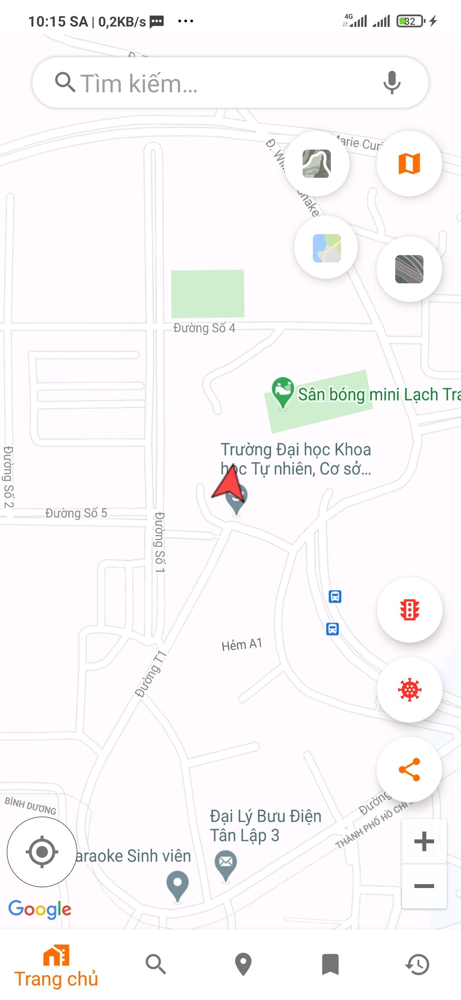 10:15 SA | 0,2KB/s
4G
32
Tìm kiếm...
Marie Curi
Đường Số 4
Sân bóng mini Lạch Tra
Trường Đại học Khoa
học Tự nhiên, Cơ sở...
Đường Số 2
Đường Số 5
Đường Số 1
Hẻm A1
Đường T1
BÌNH DƯƠNG
Đường
THÀNH PHỐ HỒ CHÍ
Đại Lý Bưu Điện
Tân Lập 3
araoke Sinh viên
Google
Trang chủ